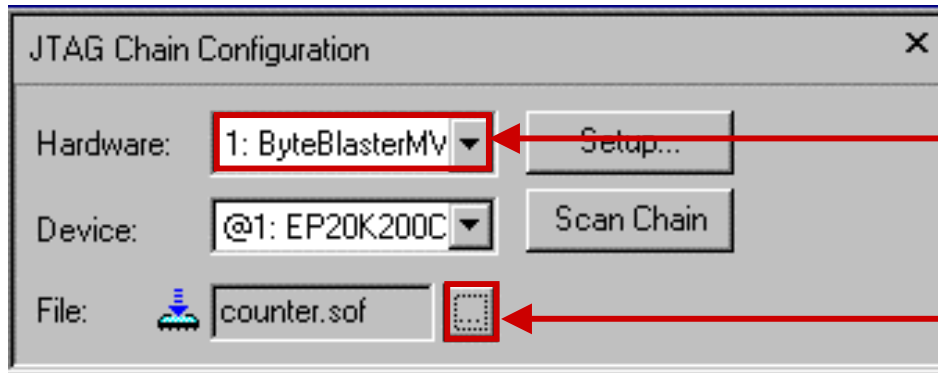 JTAG Chain Configuration ×
Hardware: 1: ByteBlasterMV Setup...
Device: @1: EP20K200C Scan Chain
File: counter.sof ...